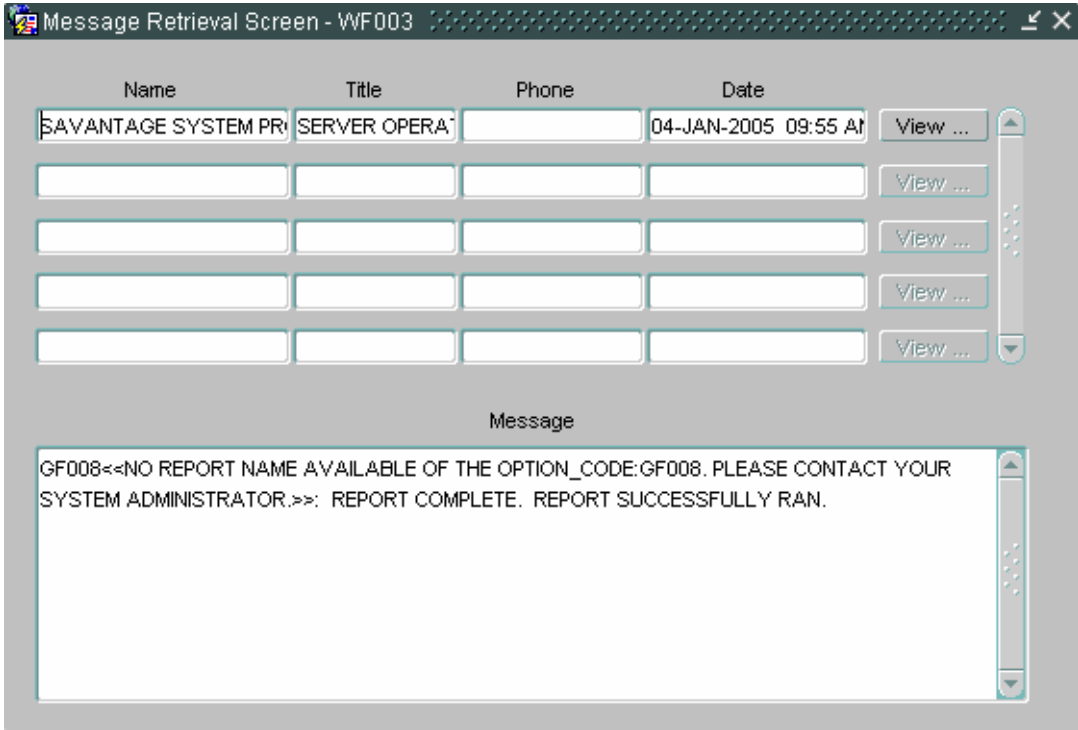 Message Retrieval Screen - WF003
Name Title Phone Date
SAVANTAGE SYSTEM PR SERVER OPERAT 04-JAN-2005 09:55 AM View ...
View ...
View ...
View ...
View ...
Message
GF008<<NO REPORT NAME AVAILABLE OF THE OPTION_CODE:GF008. PLEASE CONTACT YOUR
SYSTEM ADMINISTRATOR.>>: REPORT COMPLETE. REPORT SUCCESSFULLY RAN.